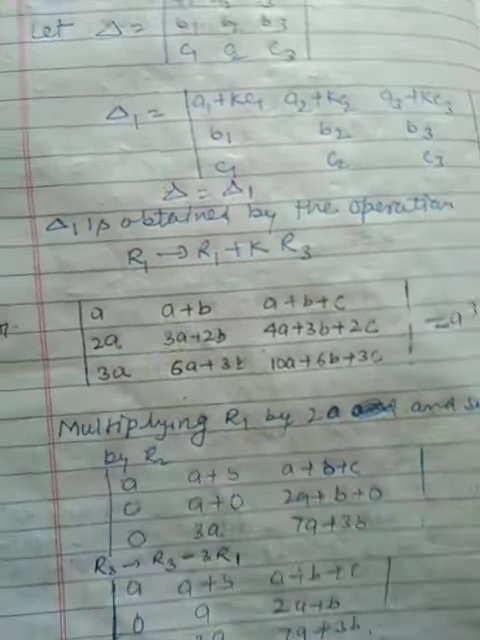 Let Δ = | b1 b2 b3 |
| c1 c2 c3 |
Δ1 = | a1+Kc1 a2+Kc2 a3+Kc3 |
| b1 b2 b3 |
| c1 c2 c3 |
Δ = Δ1
Δ1 is obtained by the operation
R1 → R1 + K R3
| a a+b a+b+c |
| 2a 3a+2b 4a+3b+2c | = a³
| 3a 6a+3b 10a+6b+3c |
Multiplying R1 by 2 and
by R2
| a a+b a+b+c |
| 0 a+0 2a+b+0 |
| 0 3a 7a+3b |
R3 → R3 - 3R1
| a a+b a+b+c |
| 0 a 2a+b |
7a+3b